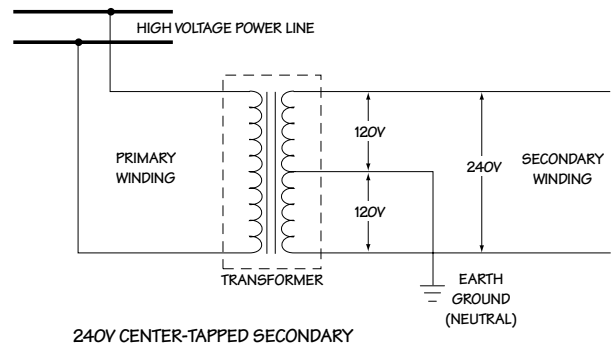 HIGH VOLTAGE POWER LINE
PRIMARY
WINDING
120V
120V
240V
SECONDARY
WINDING
TRANSFORMER
EARTH
GROUND
(NEUTRAL)
240V CENTER-TAPPED SECONDARY